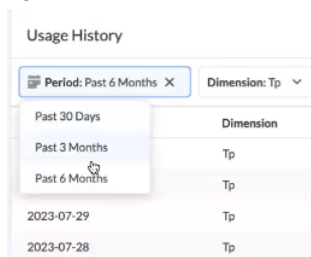 Usage History
Period: Past 6 Months Dimension: Tp
Past 30 Days Dimension
Past 3 Months Tp
Past 6 Months Tp
2023-07-29 Tp
2023-07-28 Tp